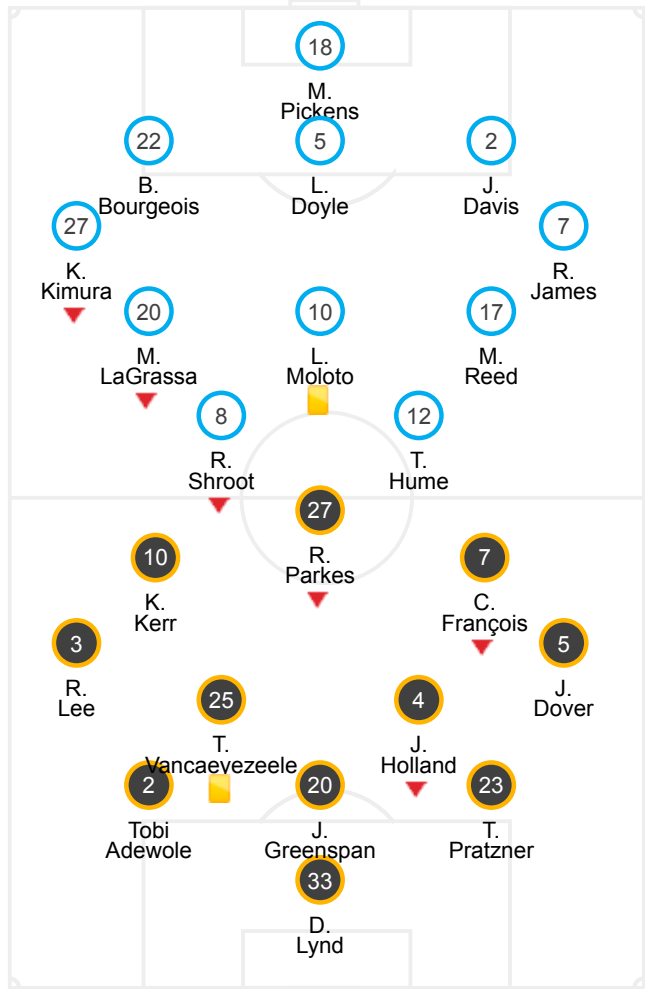 18
M.
Pickens
22
B.
Bourgeois
5
L.
Doyle
2
J.
Davis
27
K.
Kimura
7
R.
James
20
M.
LaGrassa
10
L.
Moloto
17
M.
Reed
8
R.
Shroot
12
T.
Hume
27
R.
Parkes
10
K.
Kerr
7
C.
François
3
R.
Lee
5
J.
Dover
25
T.
Vancaeyezeele
4
J.
Holland
2
Tobi
Adewole
20
J.
Greenspan
23
T.
Pratzner
33
D.
Lynd